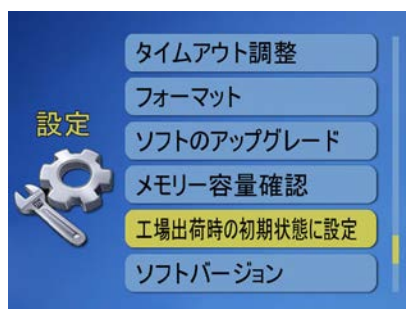 設定
タイムアウト調整
フォーマット
ソフトのアップグレード
メモリー容量確認
工場出荷時の初期状態に設定
ソフトバージョン